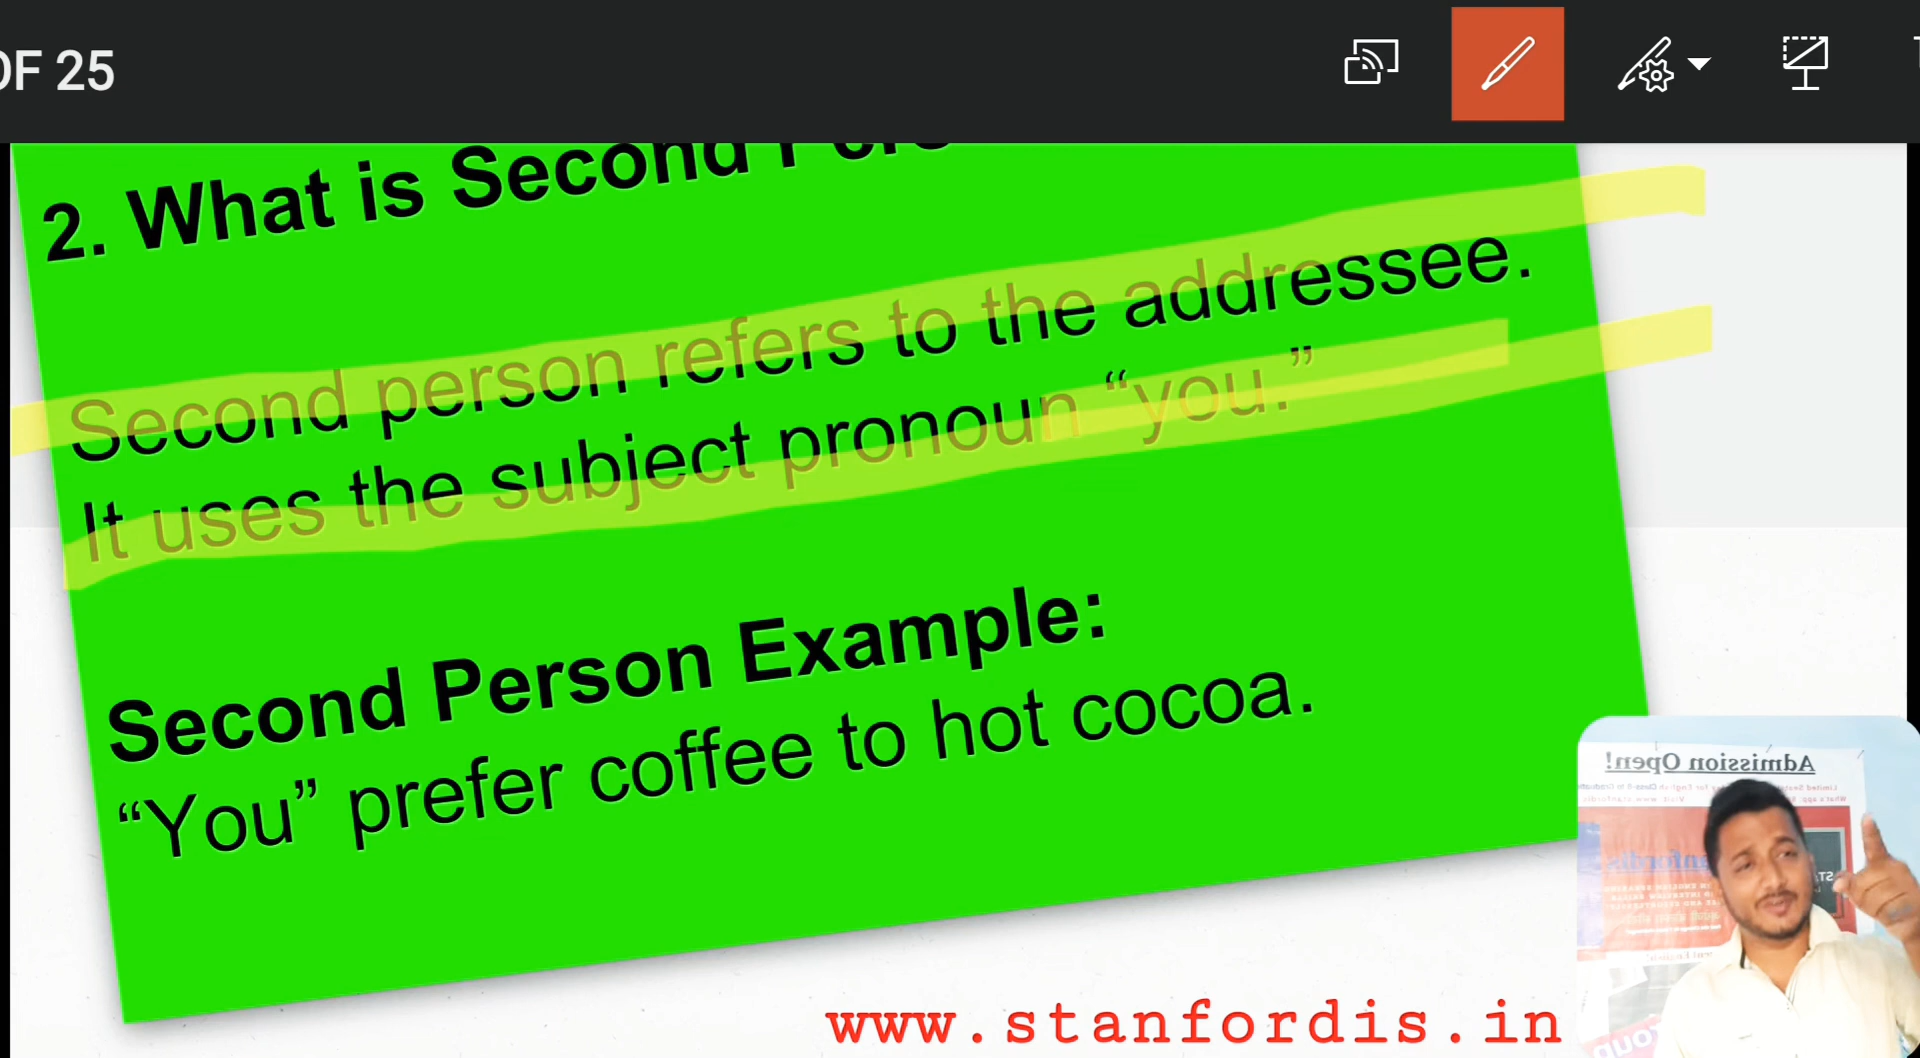 OF 25
2. What is Second Pers
Second person refers to the addressee.
It uses the subject pronoun “you.”
Second Person Example:
“You” prefer coffee to hot cocoa.
Admission Open!
www.stanfordis.in